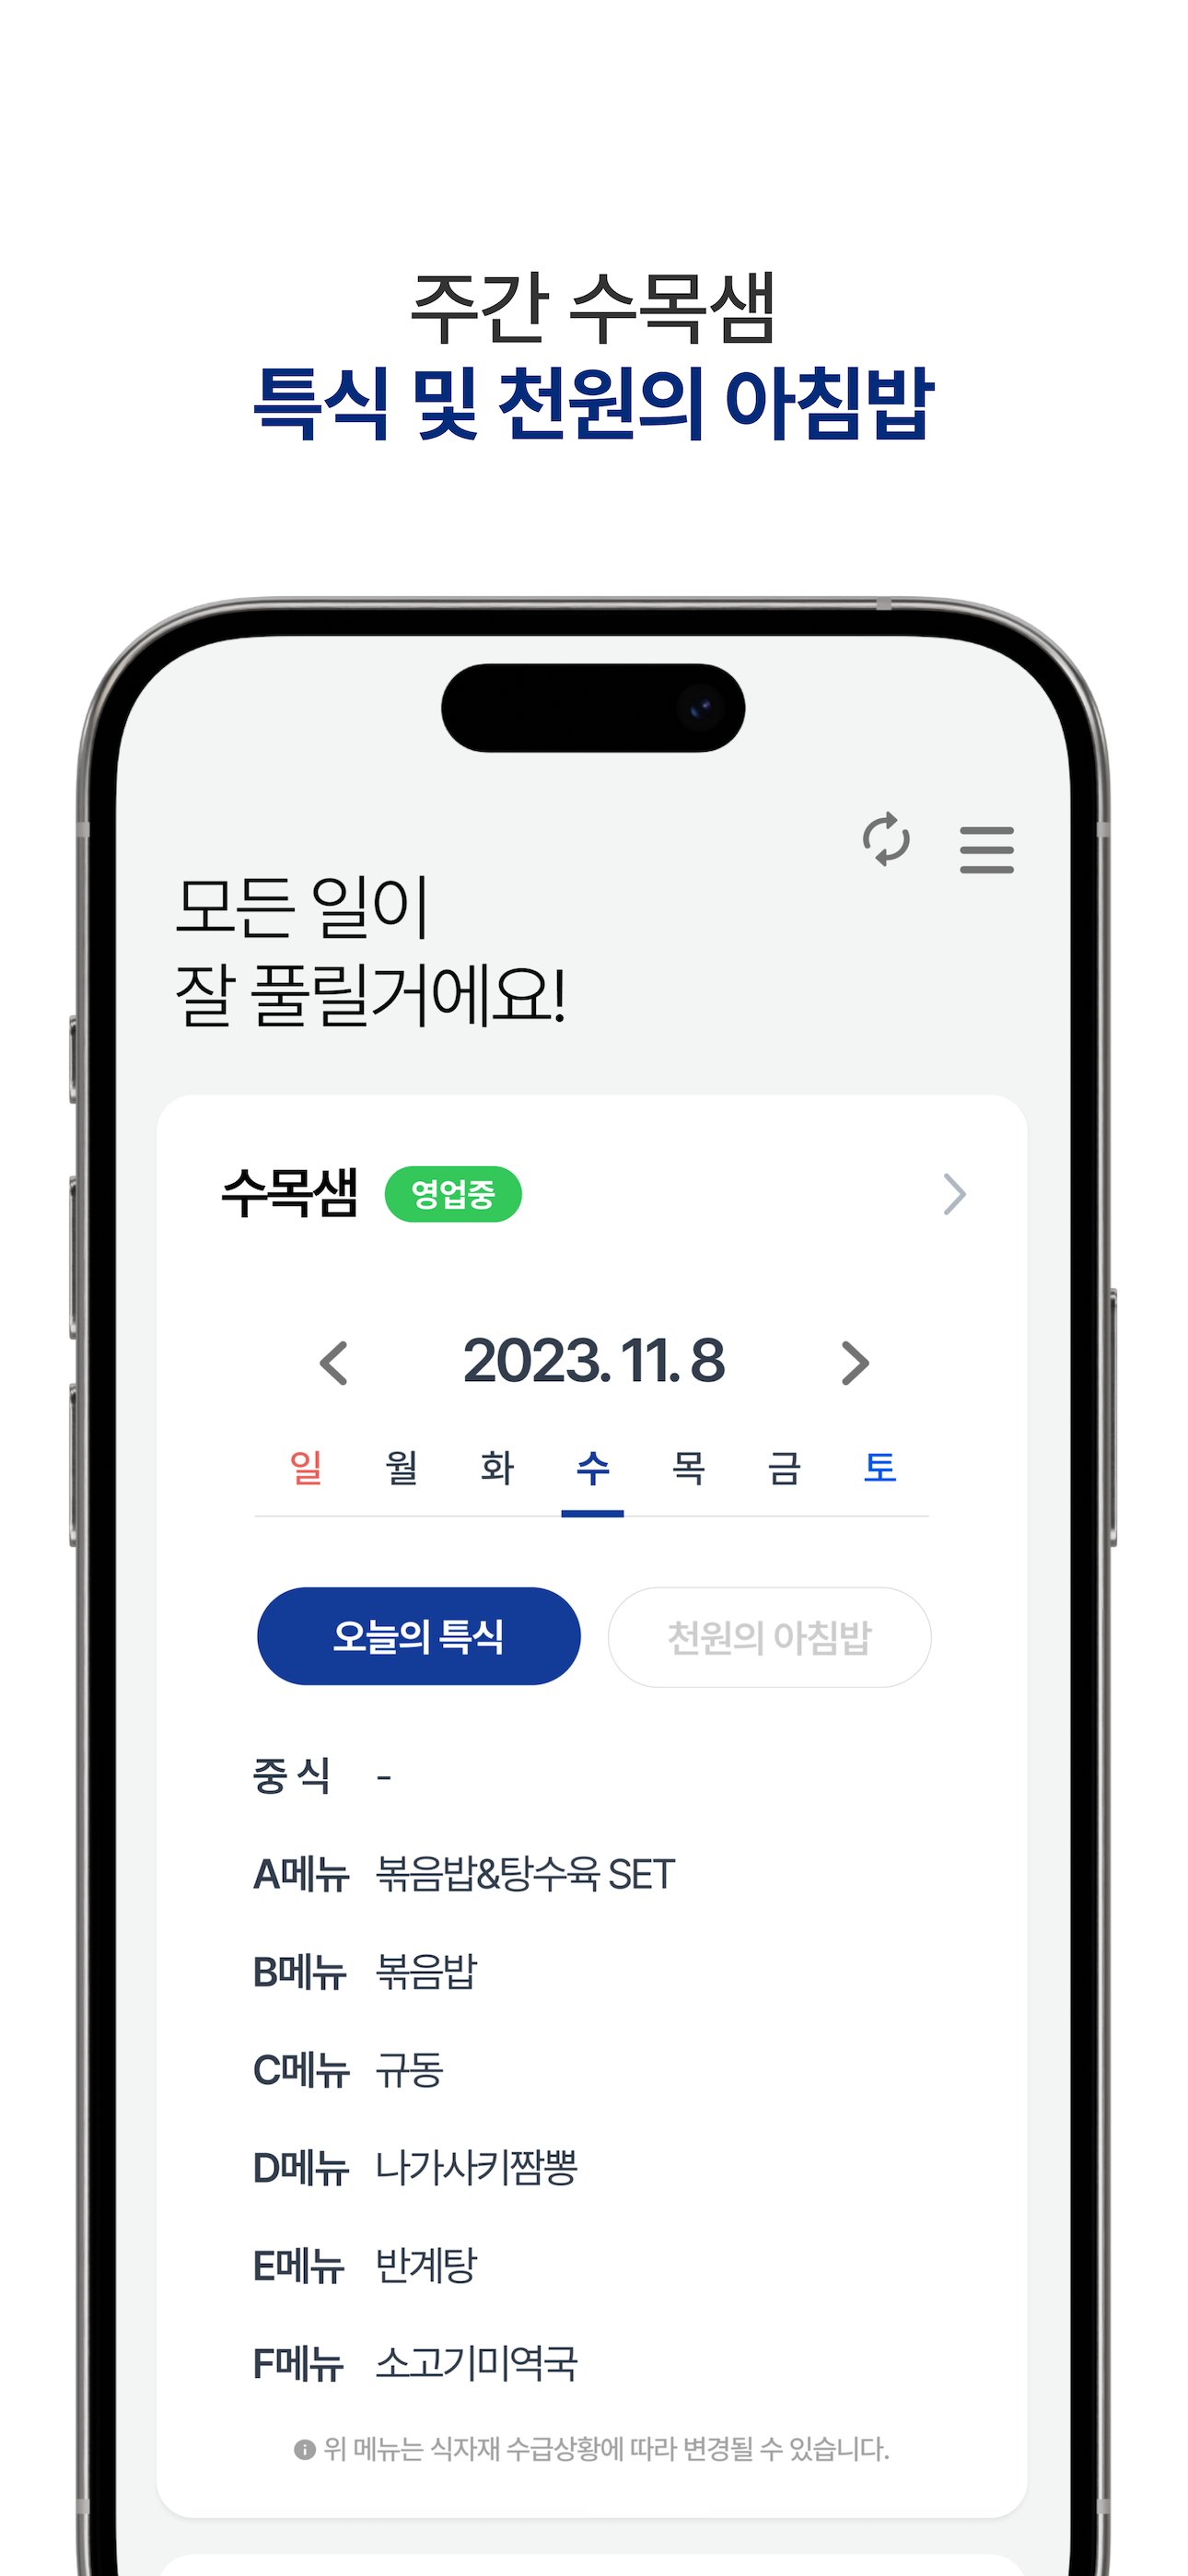 주간 수목샘
특식 및 천원의 아침밥
모든 일이
잘 풀릴거에요!
수목샘 영업중
2023. 11. 8
일 월 화 수 목 금 토
오늘의 특식 천원의 아침밥
중 식 -
A메뉴 볶음밥&탕수육 SET
B메뉴 볶음밥
C메뉴 규동
D메뉴 나가사키짬뽕
E메뉴 반계탕
F메뉴 소고기미역국
위 메뉴는 식자재 수급상황에 따라 변경될 수 있습니다.